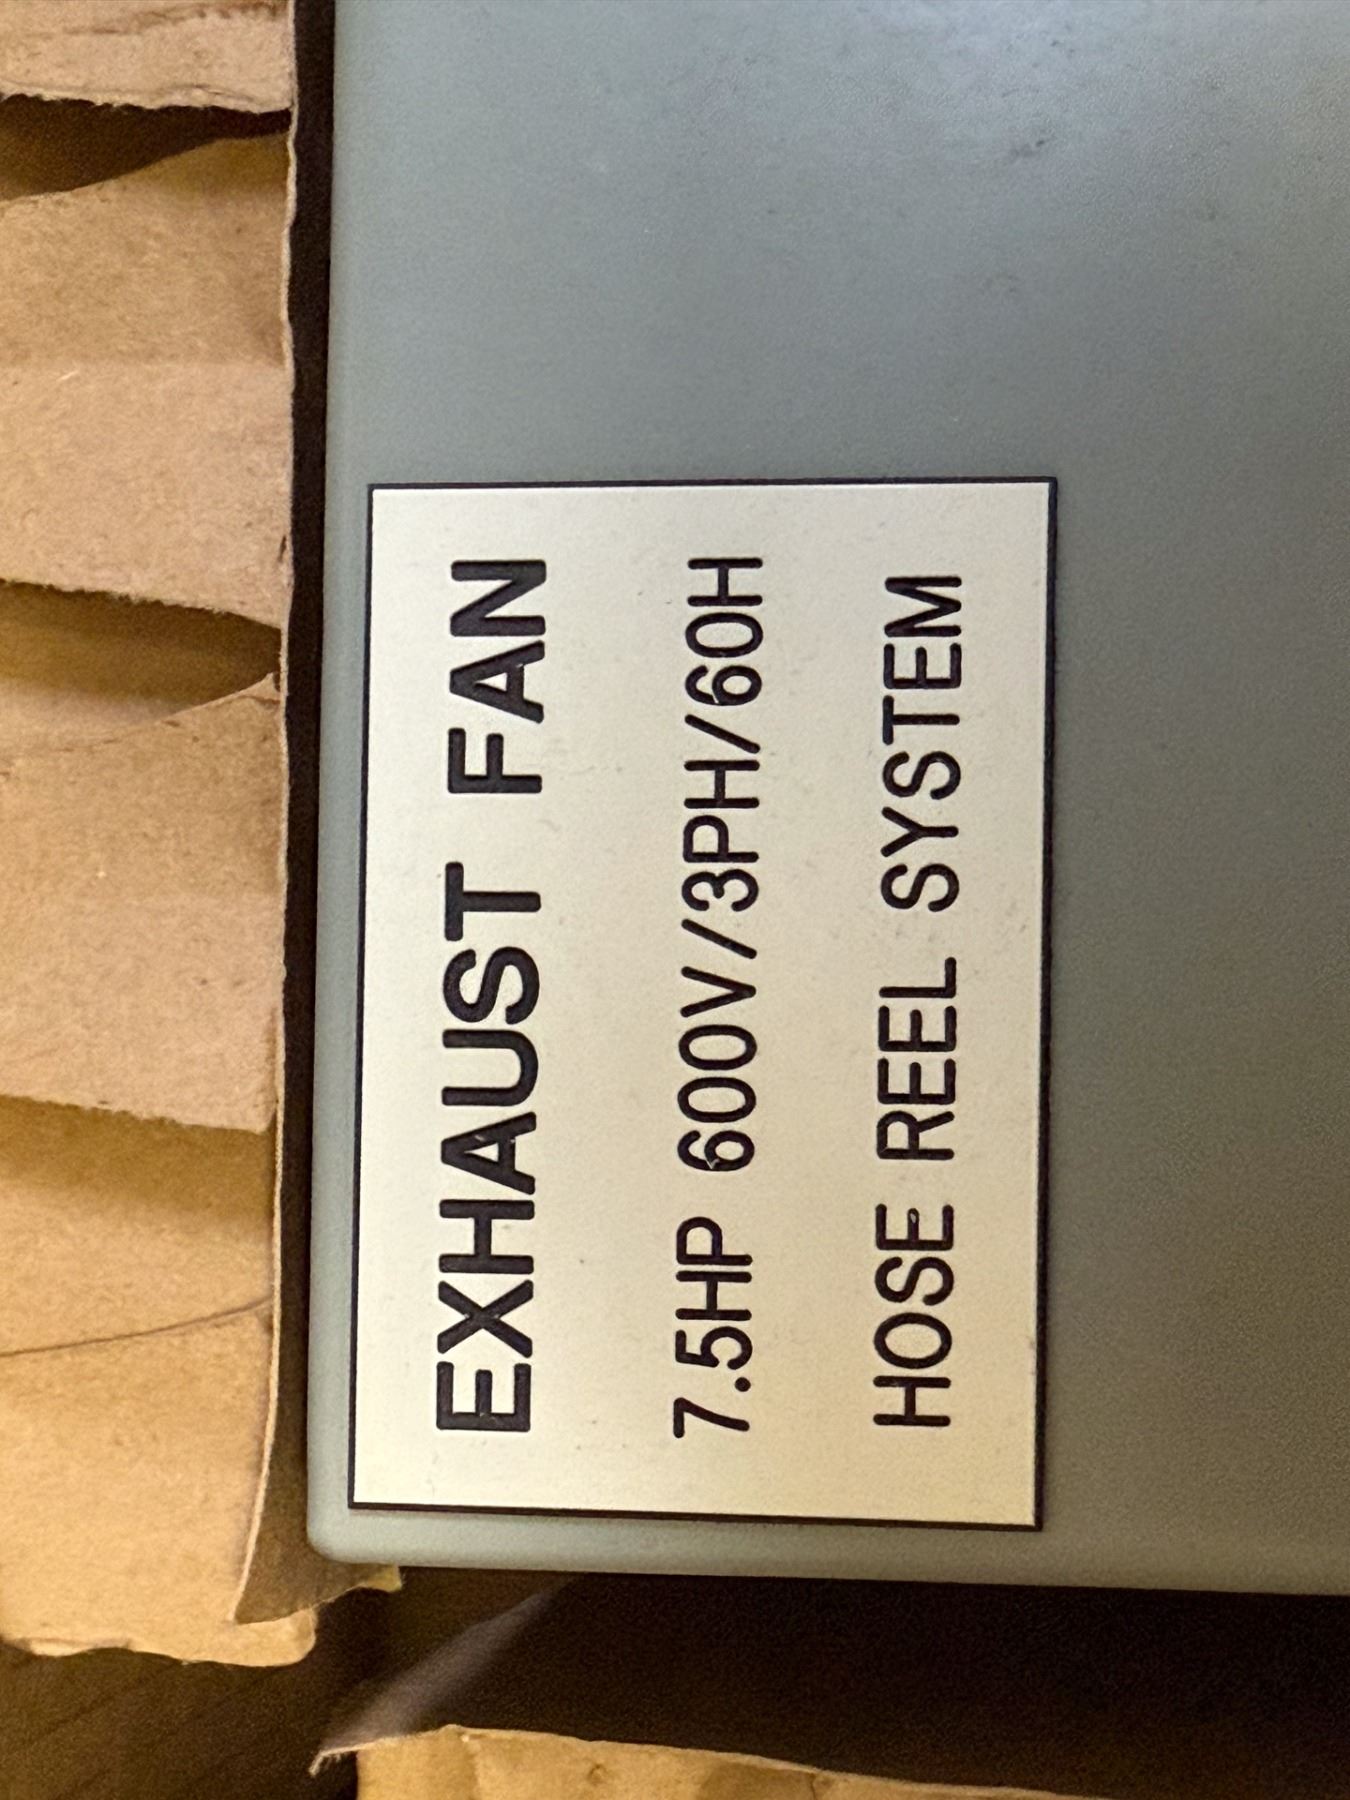 EXHAUST FAN
7.5HP 600V/3PH/60H
HOSE REEL SYSTEM